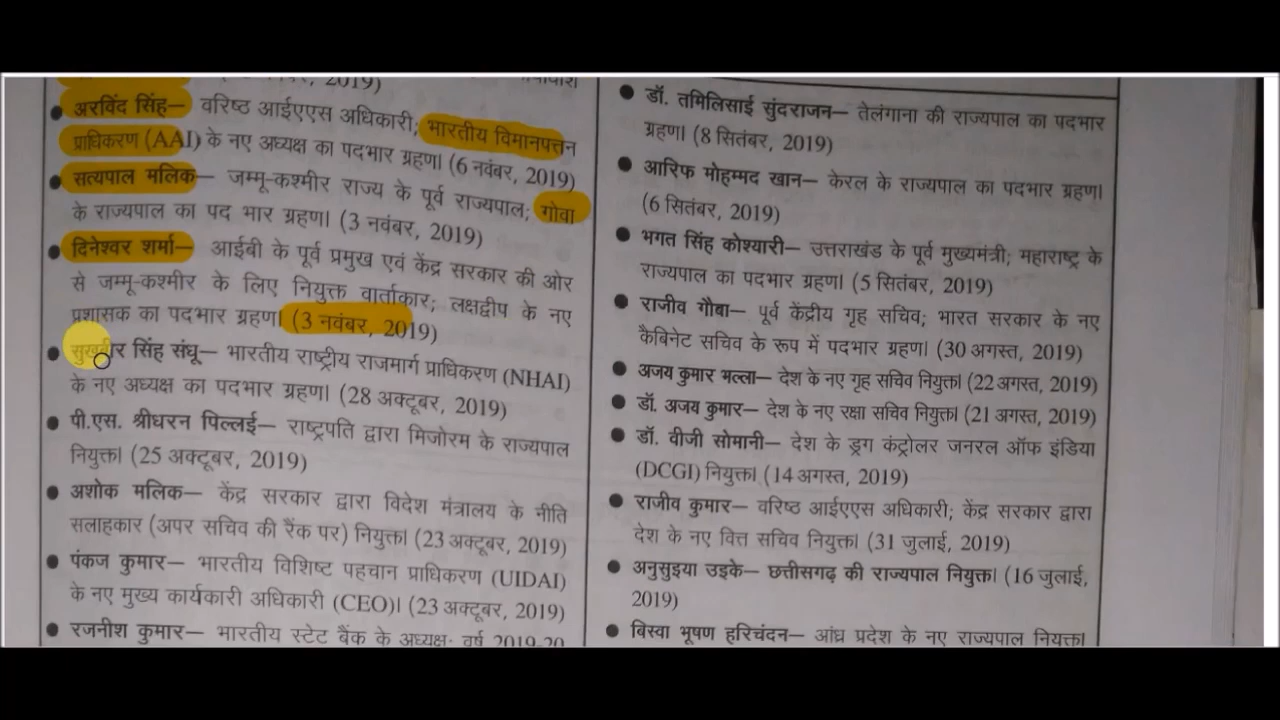 2019)
अरविंद सिंह– वरिष्ठ आईएएस अधिकारी; भारतीय विमानपत्तन
प्राधिकरण (AAI) के नए अध्यक्ष का पदभार ग्रहण। (6 नवंबर, 2019)
सत्यपाल मलिक– जम्मू-कश्मीर राज्य के पूर्व राज्यपाल; गोवा
के राज्यपाल का पद भार ग्रहण। (3 नवंबर, 2019)
दिनेश्वर शर्मा– आईबी के पूर्व प्रमुख एवं केंद्र सरकार की ओर
से जम्मू-कश्मीर के लिए नियुक्त वार्ताकार; लक्षद्वीप के नए
प्रशासक का पदभार ग्रहण। (3 नवंबर, 2019)
सुखबीर सिंह संधू– भारतीय राष्ट्रीय राजमार्ग प्राधिकरण (NHAI)
के नए अध्यक्ष का पदभार ग्रहण। (28 अक्टूबर, 2019)
पी.एस. श्रीधरन पिल्लई– राष्ट्रपति द्वारा मिजोरम के राज्यपाल
नियुक्त। (25 अक्टूबर, 2019)
अशोक मलिक– केंद्र सरकार द्वारा विदेश मंत्रालय के नीति
सलाहकार (अपर सचिव की रैंक पर) नियुक्त। (23 अक्टूबर, 2019)
पंकज कुमार– भारतीय विशिष्ट पहचान प्राधिकरण (UIDAI)
के नए मुख्य कार्यकारी अधिकारी (CEO)। (23 अक्टूबर, 2019)
रजनीश कुमार– भारतीय स्टेट बैंक के अध्यक्ष; वर्ष 2019-20
डॉ. तमिलिसाई सुंदराजन– तेलंगाना की राज्यपाल का पदभार
ग्रहण। (8 सितंबर, 2019)
आरिफ मोहम्मद खान– केरल के राज्यपाल का पदभार ग्रहण।
(6 सितंबर, 2019)
भगत सिंह कोश्यारी– उत्तराखंड के पूर्व मुख्यमंत्री; महाराष्ट्र के
राज्यपाल का पदभार ग्रहण। (5 सितंबर, 2019)
राजीव गौबा– पूर्व केंद्रीय गृह सचिव; भारत सरकार के नए
कैबिनेट सचिव के रूप में पदभार ग्रहण। (30 अगस्त, 2019)
अजय कुमार भल्ला– देश के नए गृह सचिव नियुक्त। (22 अगस्त, 2019)
डॉ. अजय कुमार– देश के नए रक्षा सचिव नियुक्त। (21 अगस्त, 2019)
डॉ. वीजी सोमानी– देश के ड्रग कंट्रोलर जनरल ऑफ इंडिया
(DCGI) नियुक्त। (14 अगस्त, 2019)
राजीव कुमार– वरिष्ठ आईएएस अधिकारी; केंद्र सरकार द्वारा
देश के नए वित्त सचिव नियुक्त। (31 जुलाई, 2019)
अनुसुइया उइके– छत्तीसगढ़ की राज्यपाल नियुक्त। (16 जुलाई,
2019)
बिस्वा भूषण हरिचंदन– आंध्र प्रदेश के नए राज्यपाल नियुक्त।